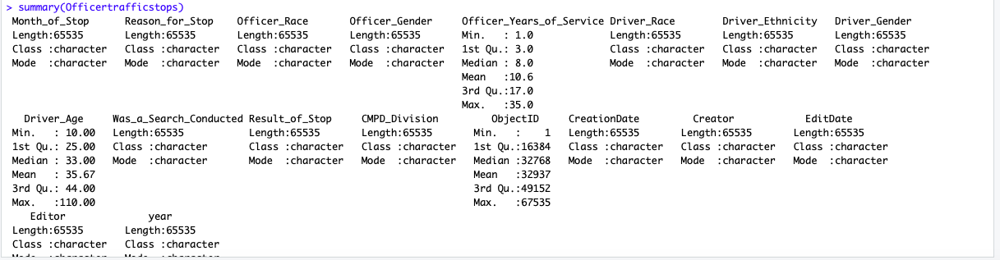 > summary(Officertrafficstops)
Month_of_Stop Reason_for_Stop Officer_Race Officer_Gender Officer_Years_of_Service Driver_Race Driver_Ethnicity Driver_Gender
Length:65535 Length:65535 Length:65535 Length:65535 Min. : 1.0 Length:65535 Length:65535 Length:65535
Class :character Class :character Class :character Class :character 1st Qu.: 3.0 Class :character Class :character Class :character
Mode :character Mode :character Mode :character Mode :character Median : 8.0 Mode :character Mode :character Mode :character
Mean :10.6
3rd Qu.:17.0
Max. :35.0
Driver_Age Was_a_Search_Conducted Result_of_Stop CMPD_Division ObjectID CreationDate Creator EditDate
Min. : 10.00 Length:65535 Length:65535 Length:65535 Min. : 1 Length:65535 Length:65535 Length:65535
1st Qu.: 25.00 Class :character Class :character Class :character 1st Qu.:16384 Class :character Class :character Class :character
Median : 33.00 Mode :character Mode :character Mode :character Median :32768 Mode :character Mode :character Mode :character
Mean : 35.67 Mean :32937
3rd Qu.: 44.00 3rd Qu.:49152
Max. :110.00 Max. :67535
Editor year
Length:65535 Length:65535
Class :character Class :character
Mode :character Mode :character